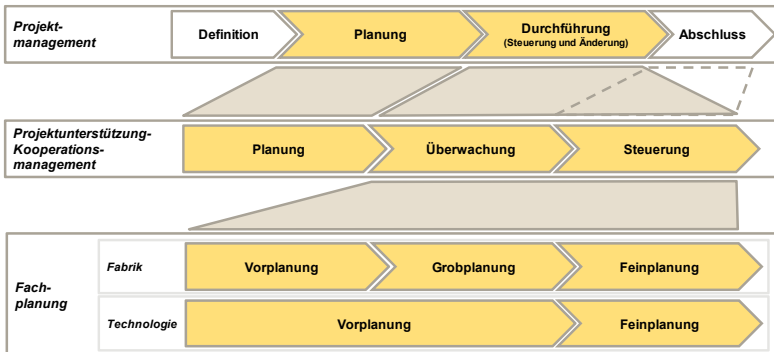 Projekt-
management
Definition
Planung
Durchführung
(Steuerung und Änderung)
Abschluss
Projektunterstützung-
Kooperations-
management
Planung
Überwachung
Steuerung
Fach-
planung
Fabrik
Vorplanung
Grobplanung
Feinplanung
Technologie
Vorplanung
Feinplanung